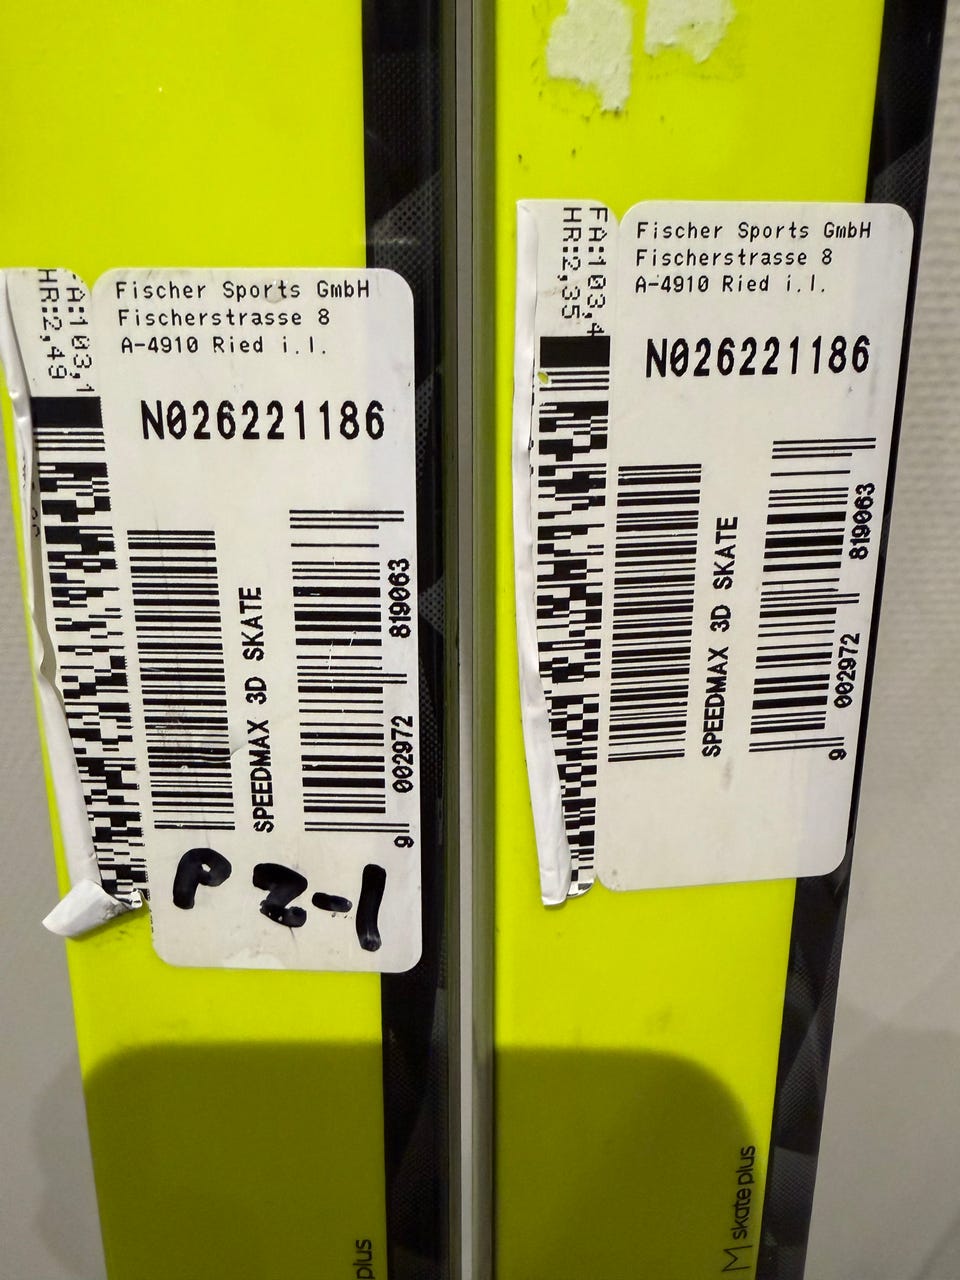 Fischer Sports GmbH
Fischerstrasse 8
A-4910 Ried i.I.
N026221186
FA:103,1
HR:2,49
SPEEDMAX 3D SKATE
9 002972 819063
P 2-1
plus
Fischer Sports GmbH
Fischerstrasse 8
A-4910 Ried i.I.
N026221186
FA:103,4
HR:2,35
SPEEDMAX 3D SKATE
9 002972 819063
M skate plus